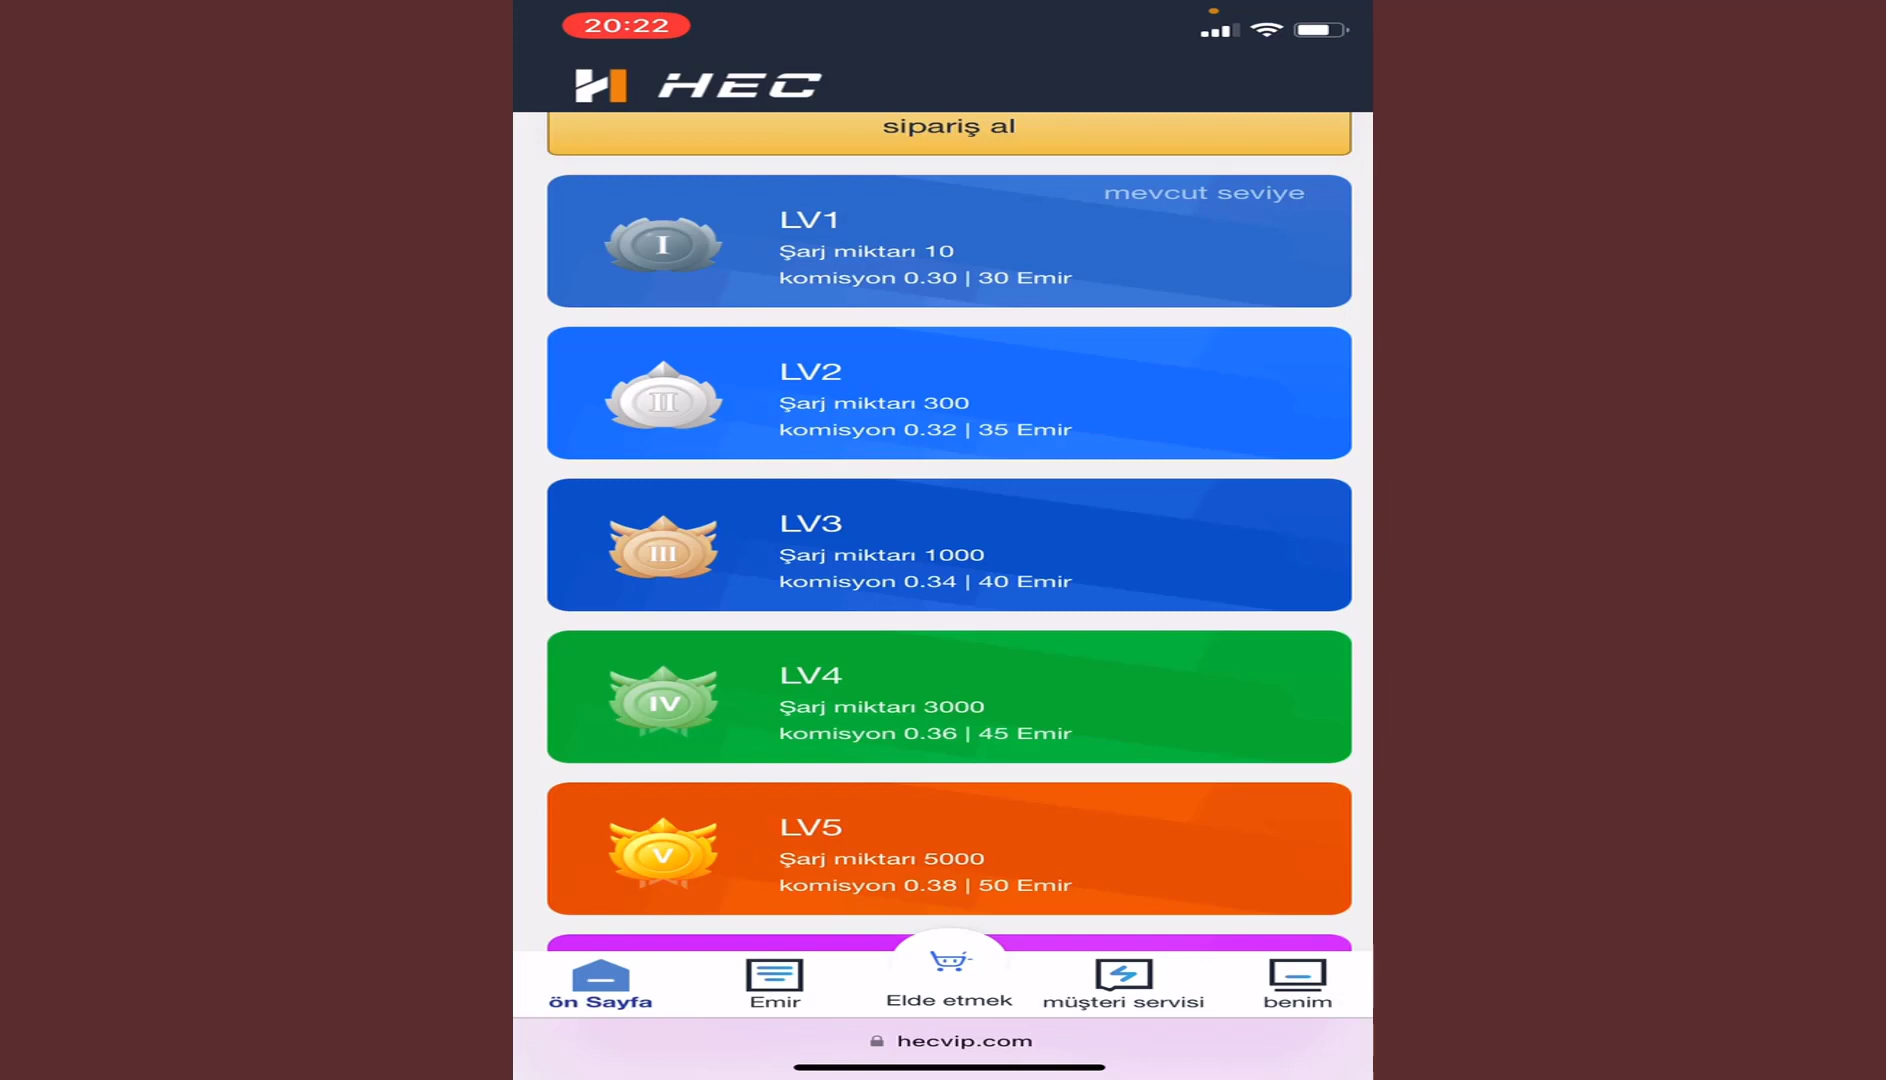 20:22
HEC
sipariş al
mevcut seviye
I
LV1
Şarj miktarı 10
komisyon 0.30 | 30 Emir
II
LV2
Şarj miktarı 300
komisyon 0.32 | 35 Emir
III
LV3
Şarj miktarı 1000
komisyon 0.34 | 40 Emir
IV
LV4
Şarj miktarı 3000
komisyon 0.36 | 45 Emir
V
LV5
Şarj miktarı 5000
komisyon 0.38 | 50 Emir
ön Sayfa
Emir
Elde etmek
müşteri servisi
benim
hecvip.com